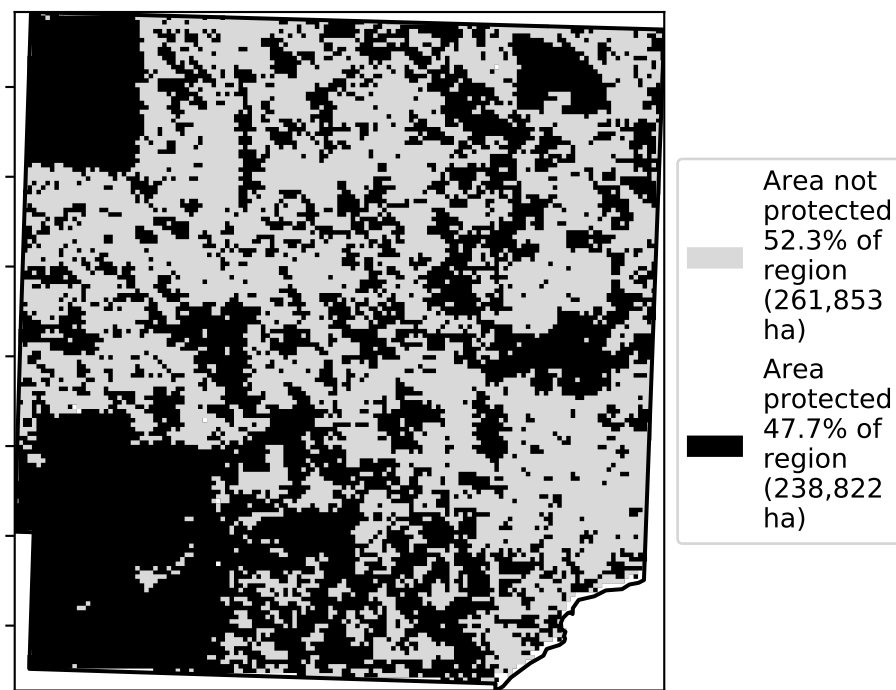 Area not
protected
52.3% of
region
(261,853
ha)
Area
protected
47.7% of
region
(238,822
ha)